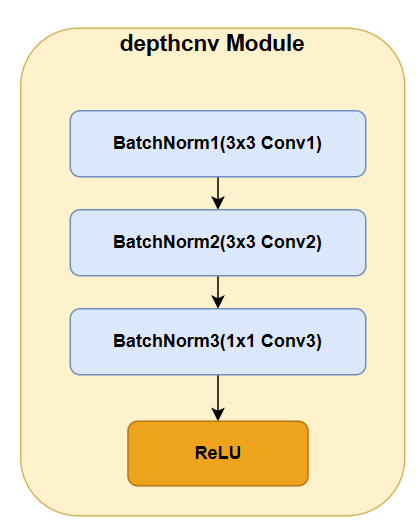 depthcnv Module
BatchNorm1(3x3 Conv1)
BatchNorm2(3x3 Conv2)
BatchNorm3(1x1 Conv3)
ReLU